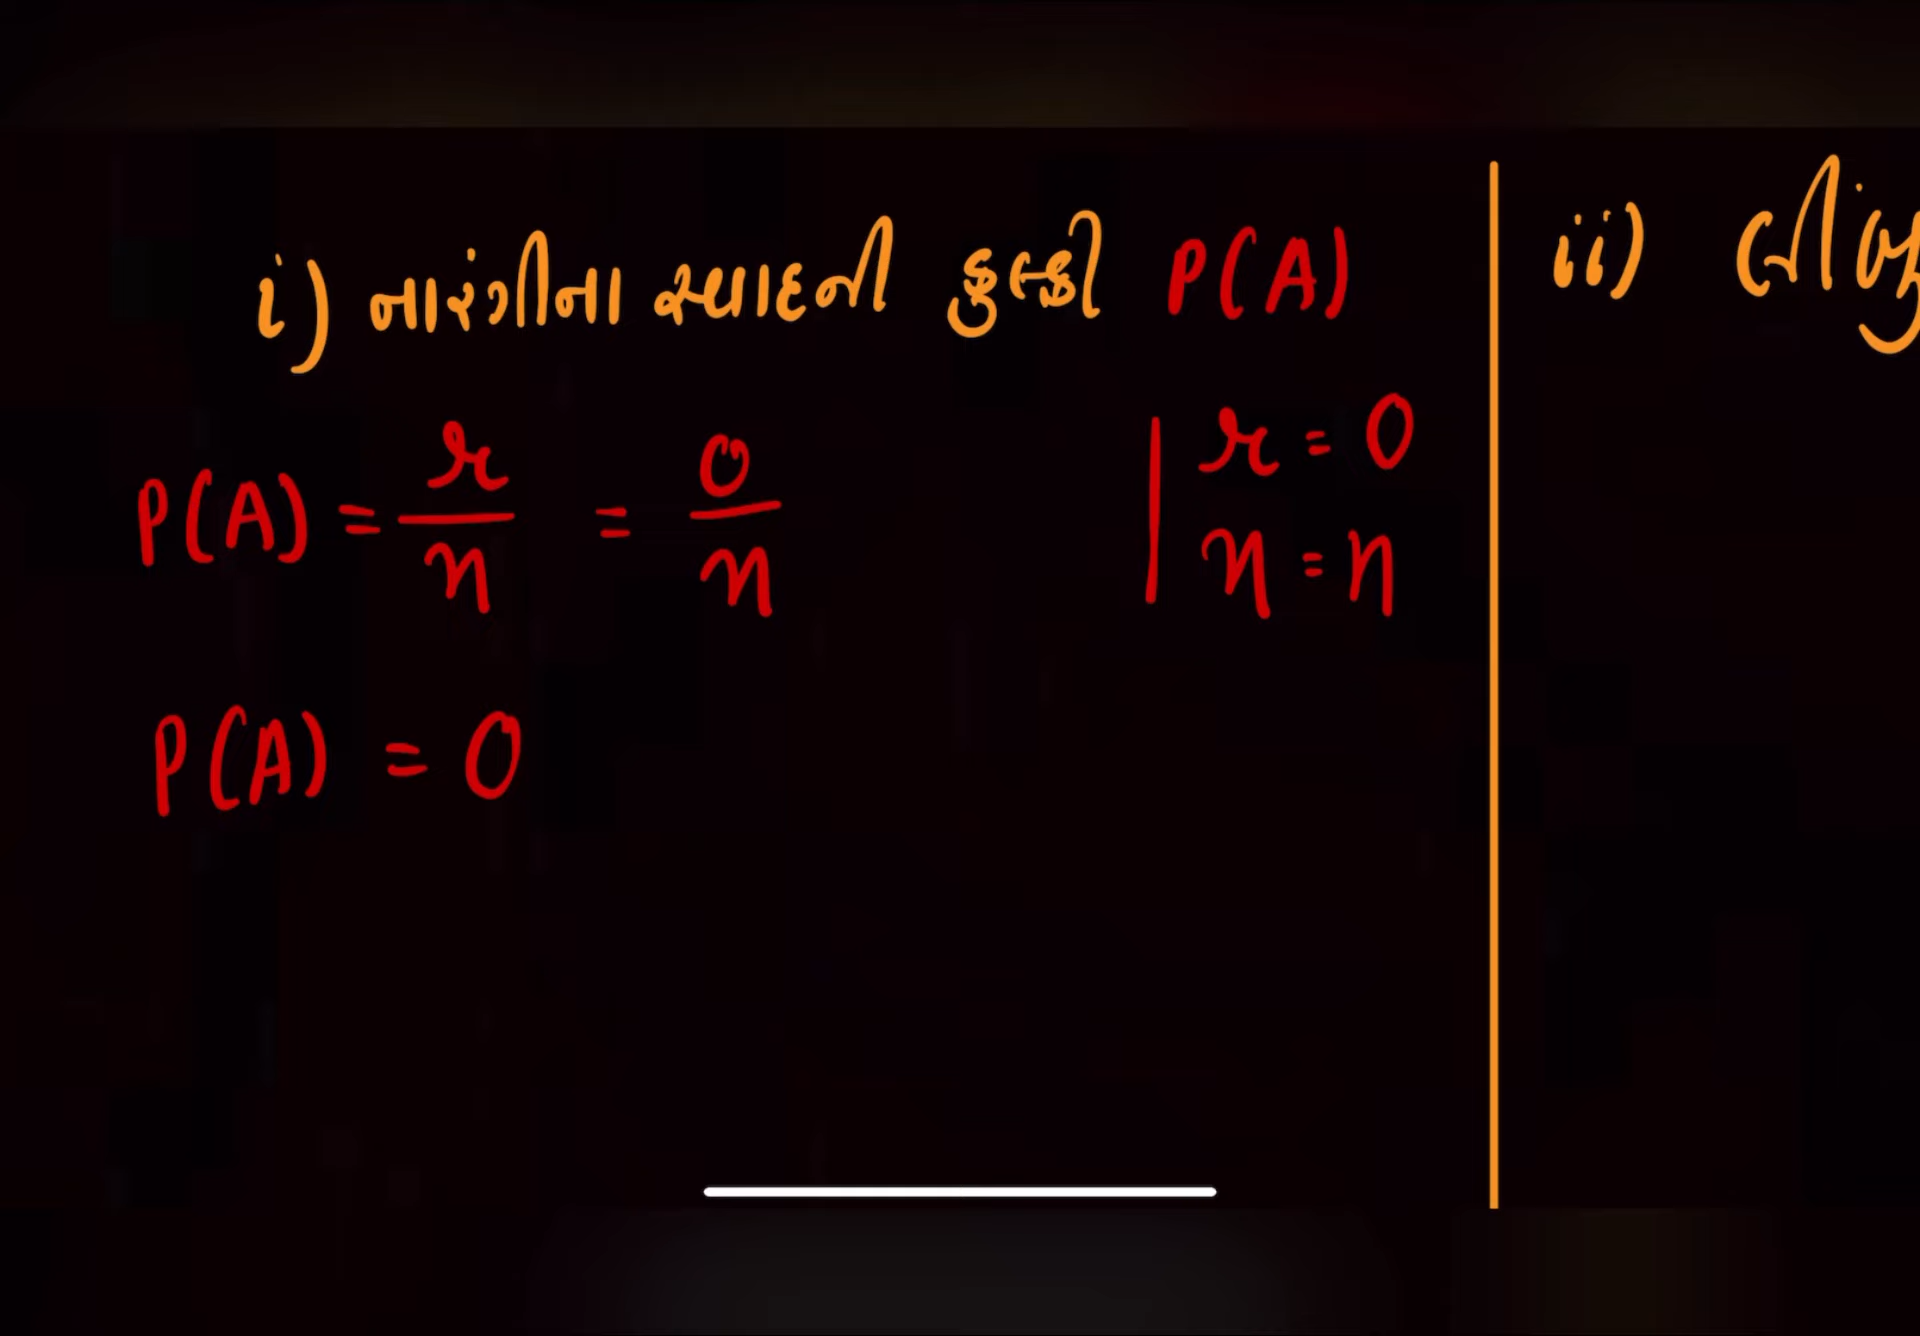 i) નારંગીના સ્વાદની કુલ્ફી P(A)
P(A) = r/n = 0/n
r = 0
n = n
P(A) = 0
ii)